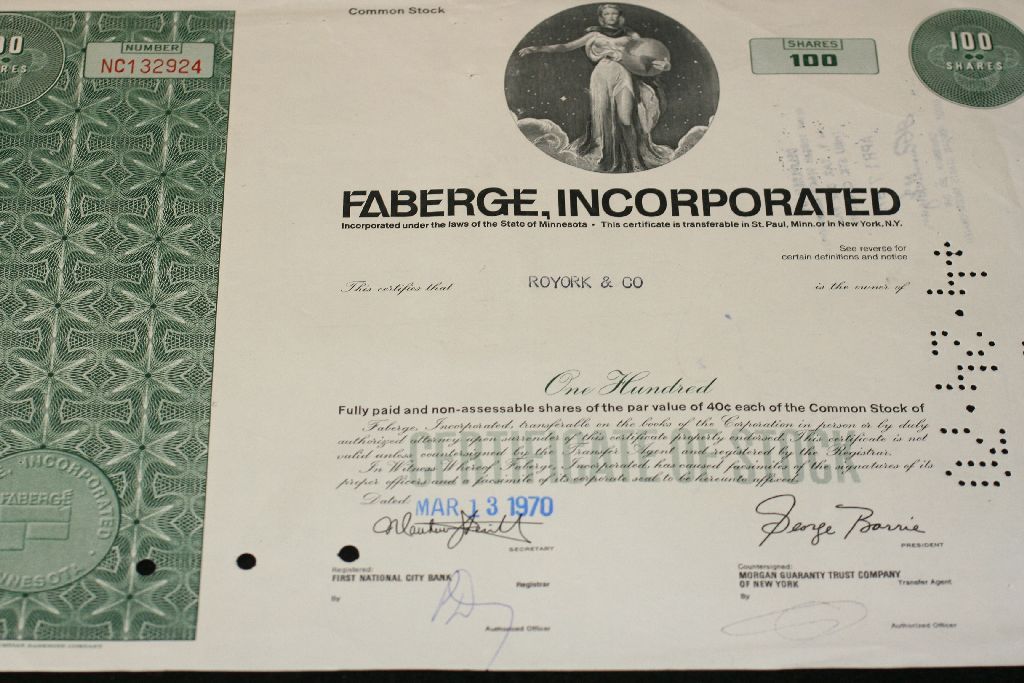 Common Stock
00
RES
NUMBER
NC132924
SHARES
100
100
SHARES
FABERGE, INCORPORATED
Incorporated under the laws of the State of Minnesota • This certificate is transferable in St. Paul, Minn. or in New York, N.Y.
See reverse for
certain definitions and notice
This certifies that
ROYORK & CO
is the owner of
One Hundred
CERTIFICATE OF STOCK
Fully paid and non-assessable shares of the par value of 40¢ each of the Common Stock of
Faberge, Incorporated, transferable on the books of the Corporation in person or by duly
authorized attorney upon surrender of this certificate properly endorsed. This certificate is not
valid unless countersigned by the Transfer Agent and registered by the Registrar.
In Witness Whereof Faberge, Incorporated, has caused facsimiles of the signatures of its
proper officers and a facsimile of its corporate seal to be hereunto affixed.
Dated
MAR 13 1970
SECRETARY
George Barrie
PRESIDENT
Registered:
FIRST NATIONAL CITY BANK
Registrar
By
Authorized Officer
Countersigned:
MORGAN GUARANTY TRUST COMPANY
OF NEW YORK
Transfer Agent
By
Authorized Officer
INCORPORATED
FABERGÉ
NNESOT